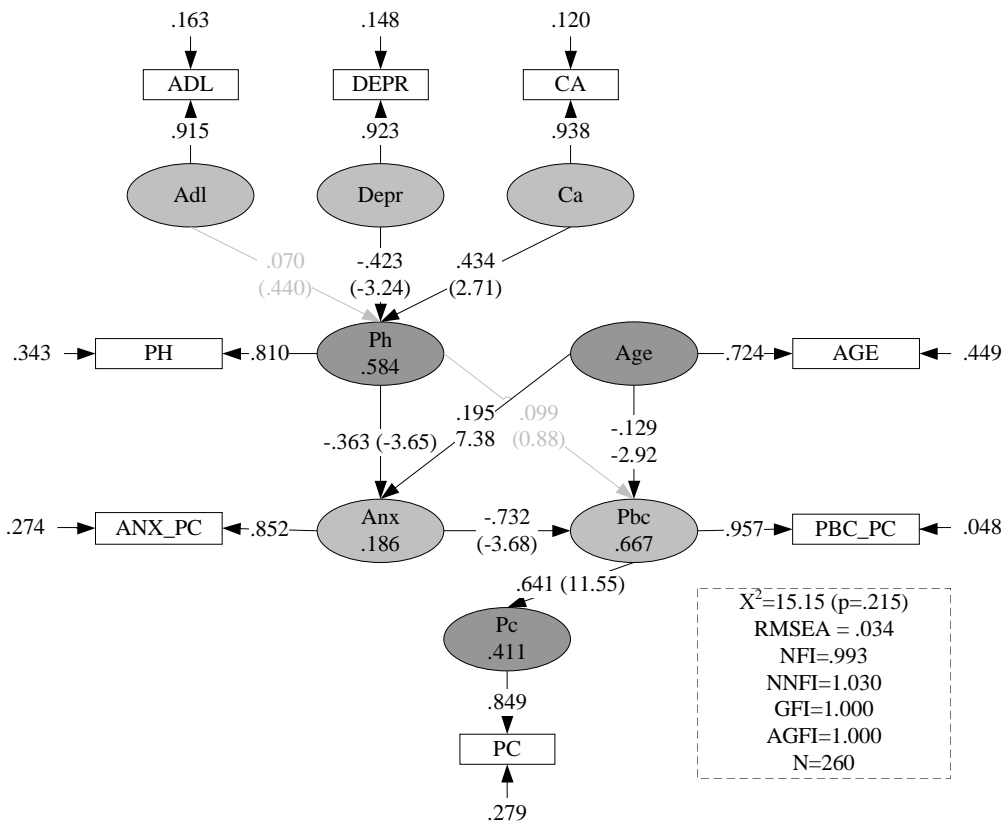 .163
.148
.120
ADL
DEPR
CA
.915
.923
.938
Adl
Depr
Ca
.070
(.440)
-.423
(-3.24)
.434
(2.71)
.343
PH
.810
Ph
.584
Age
.724
AGE
.449
-.363 (-3.65)
.195
7.38
.099
(0.88)
-.129
-2.92
.274
ANX_PC
.852
Anx
.186
-.732
(-3.68)
Pbc
.667
.957
PBC_PC
.048
.641 (11.55)
Pc
.411
.849
PC
.279
X²=15.15 (p=.215)
RMSEA = .034
NFI=.993
NNFI=1.030
GFI=1.000
AGFI=1.000
N=260